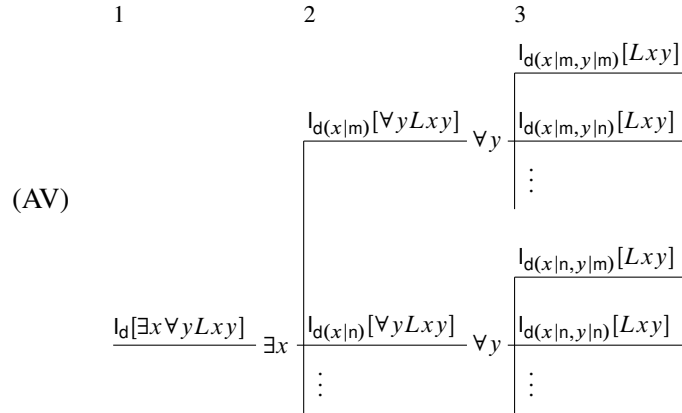 1 2 3
I_d(x|m,y|m)[Lxy]
I_d(x|m)[∀yLxy] ∀y I_d(x|m,y|n)[Lxy]
⋮
(AV)
I_d(x|n,y|m)[Lxy]
I_d[∃x∀yLxy] ∃x I_d(x|n)[∀yLxy] ∀y I_d(x|n,y|n)[Lxy]
⋮ ⋮